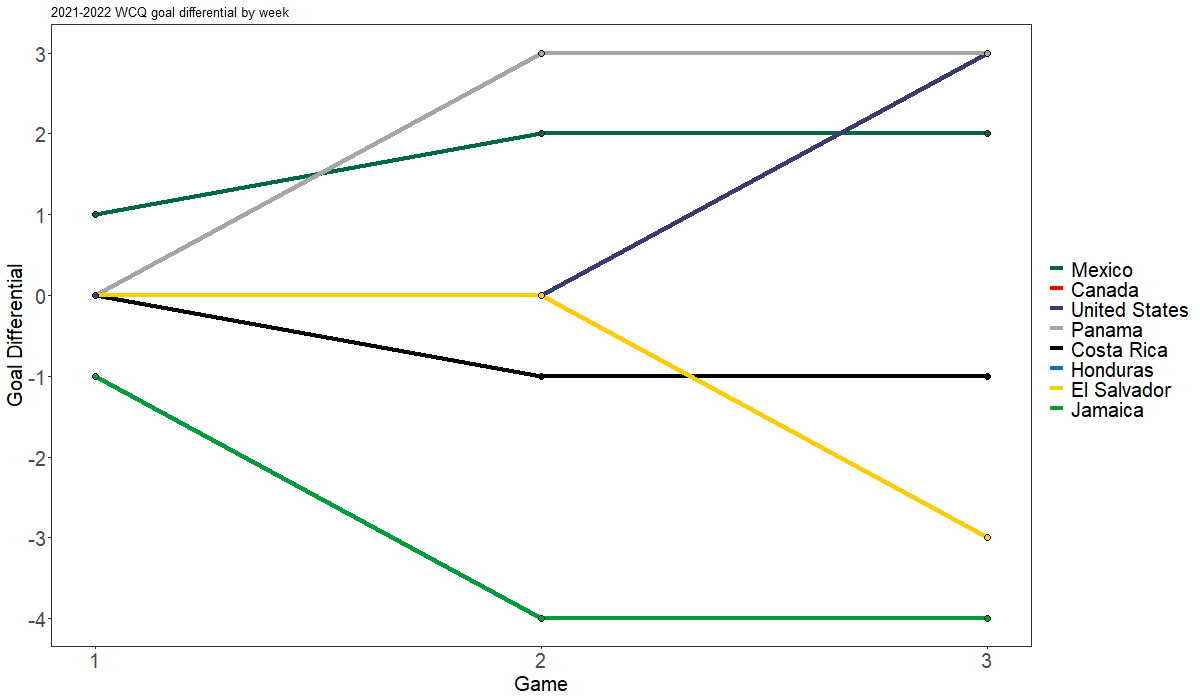 2021-2022 WCQ goal differential by week
Goal Differential
3
2
1
0
-1
-2
-3
-4
1 2 3
Game
Mexico
Canada
United States
Panama
Costa Rica
Honduras
El Salvador
Jamaica